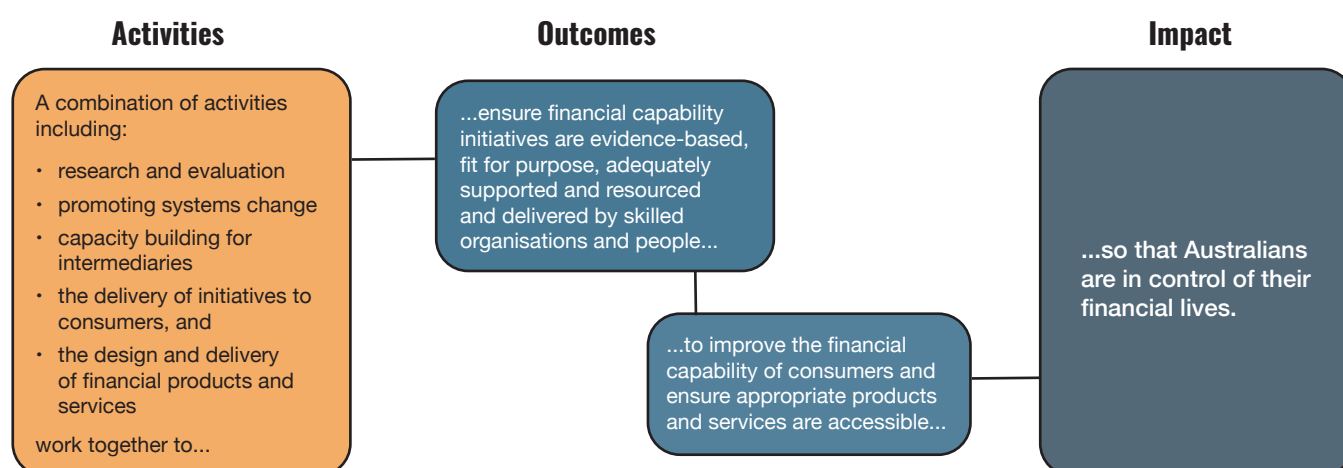 Activities
A combination of activities
including:
• research and evaluation
• promoting systems change
• capacity building for
intermediaries
• the delivery of initiatives to
consumers, and
• the design and delivery
of financial products and
services
work together to...
Outcomes
...ensure financial capability
initiatives are evidence-based,
fit for purpose, adequately
supported and resourced
and delivered by skilled
organisations and people...
...to improve the financial
capability of consumers and
ensure appropriate products
and services are accessible...
Impact
...so that Australians
are in control of their
financial lives.